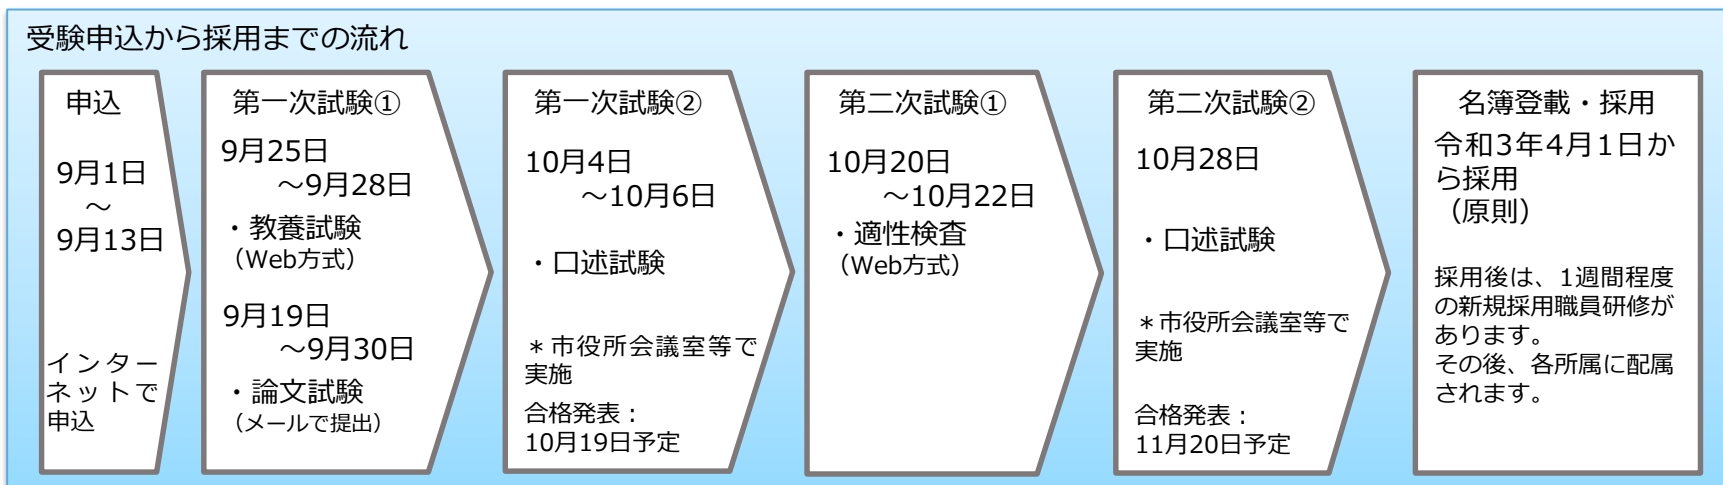 受験申込から採用までの流れ
申込
9月1日
～
9月13日
インター
ネットで
申込
第一次試験①
9月25日
～9月28日
・教養試験
（Web方式）
9月19日
～9月30日
・論文試験
（メールで提出）
第一次試験②
10月4日
～10月6日
・口述試験
＊市役所会議室等で
実施
合格発表：
10月19日予定
第二次試験①
10月20日
～10月22日
・適性検査
（Web方式）
第二次試験②
10月28日
・口述試験
＊市役所会議室等で
実施
合格発表：
11月20日予定
名簿登載・採用
令和3年4月1日か
ら採用
（原則）
採用後は、1週間程度
の新規採用職員研修が
あります。
その後、各所属に配属
されます。